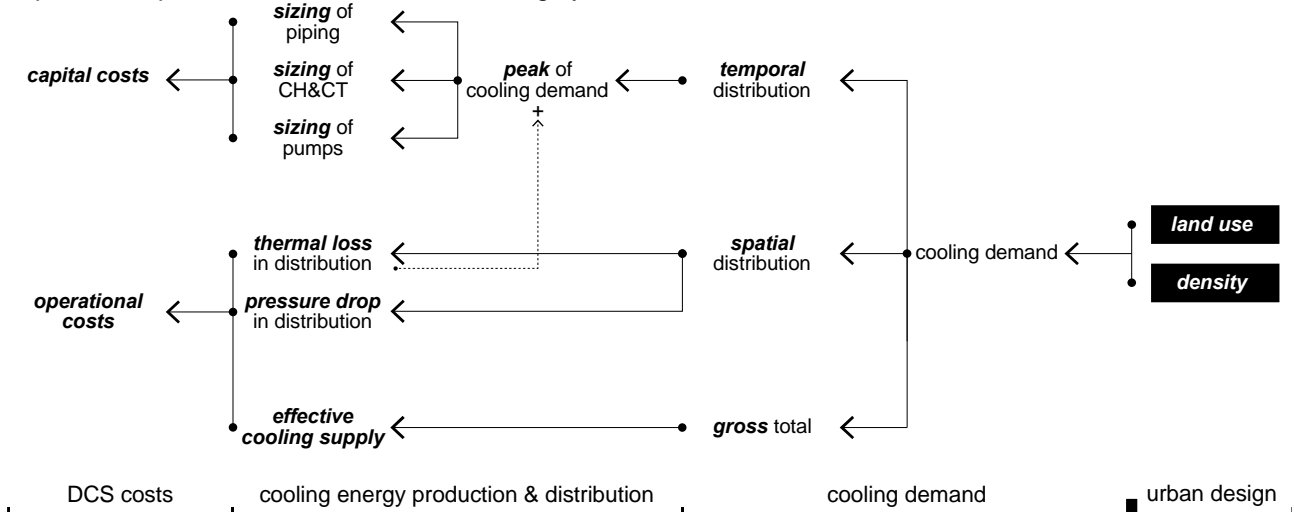 sizing of
piping
capital costs
sizing of
CH&CT
peak of
cooling demand
+
temporal
distribution
sizing of
pumps
thermal loss
in distribution
spatial
distribution
cooling demand
land use
density
operational
costs
pressure drop
in distribution
effective
cooling supply
gross total
DCS costs
cooling energy production & distribution
cooling demand
urban design